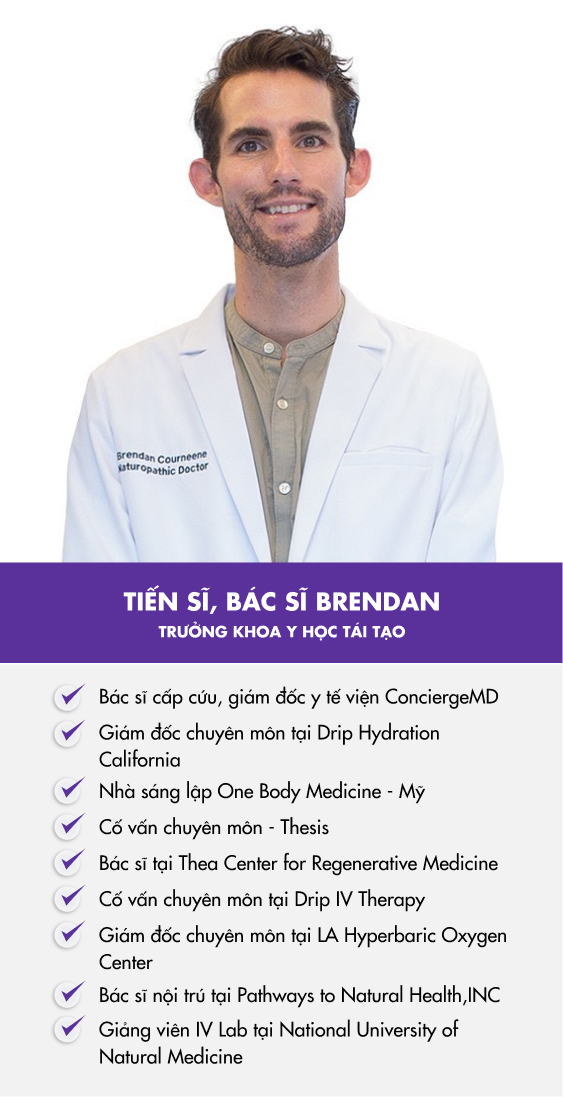 Brendan Courneene
Naturopathic Doctor
TIẾN SĨ, BÁC SĨ BRENDAN
TRƯỞNG KHOA Y HỌC TÁI TẠO
Bác sĩ cấp cứu, giám đốc y tế viện ConciergeMD
Giám đốc chuyên môn tại Drip Hydration
California
Nhà sáng lập One Body Medicine - Mỹ
Cố vấn chuyên môn - Thesis
Bác sĩ tại Thea Center for Regenerative Medicine
Cố vấn chuyên môn tại Drip IV Therapy
Giám đốc chuyên môn tại LA Hyperbaric Oxygen
Center
Bác sĩ nội trú tại Pathways to Natural Health,INC
Giảng viên IV Lab tại National University of
Natural Medicine